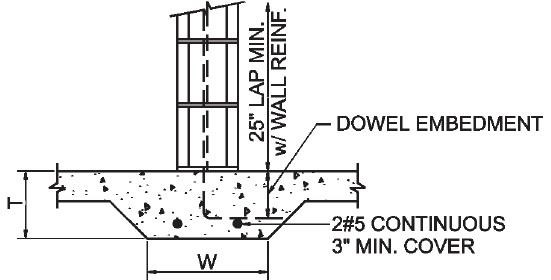 25" LAP MIN.
w/ WALL REINF.
DOWEL EMBEDMENT
T
2#5 CONTINUOUS
3" MIN. COVER
W